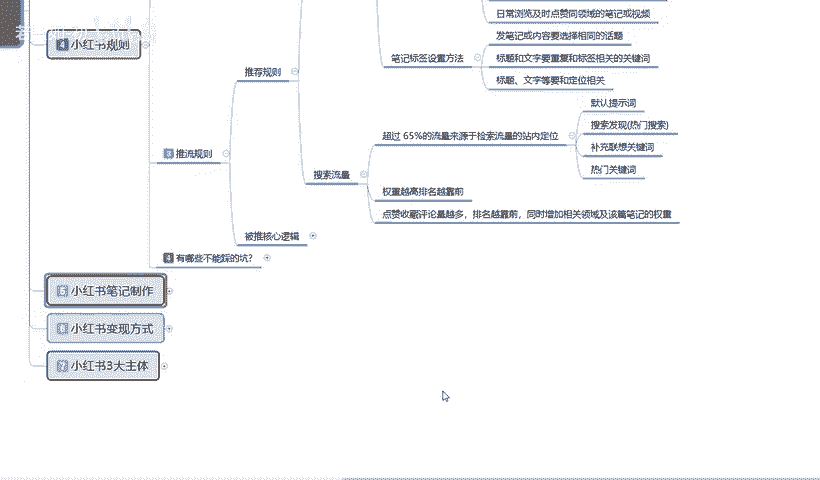 日常浏览及时点赞同领域的笔记或视频
4 小红书规则
发笔记或内容要选择相同的话题
笔记标签设置方法
标题和文字要重复和标签相关的关键词
推荐规则
标题、文字等要和定位相关
默认提示词
超过 65%的流量来源于检索流量的站内定位
搜索发现(热门搜索)
3 推流规则
补充联想关键词
搜索流量
热门关键词
权重越高排名越靠前
点赞收藏评论量越多，排名越靠前，同时增加相关领域及该篇笔记的权重
被推核心逻辑
4 有哪些不能踩的坑？
5 小红书笔记制作
6 小红书变现方式
7 小红书3大主体